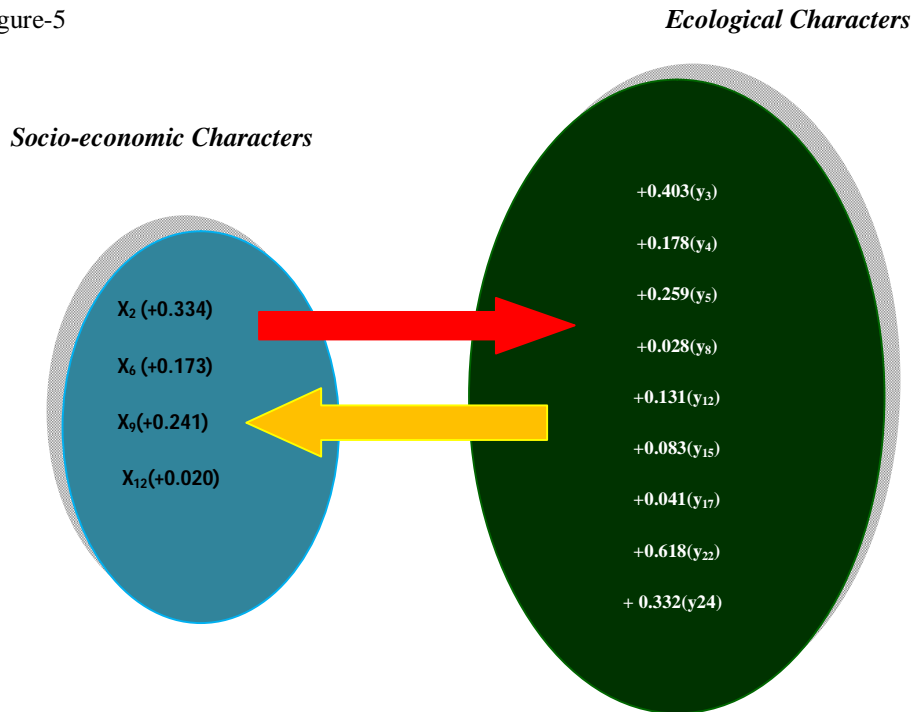 gure-5
Ecological Characters
Socio-economic Characters
X₂ (+0.334)
X₆ (+0.173)
X₉(+0.241)
X₁₂(+0.020)
+0.403(y₃)
+0.178(y₄)
+0.259(y₅)
+0.028(y₈)
+0.131(y₁₂)
+0.083(y₁₅)
+0.041(y₁₇)
+0.618(y₂₂)
+ 0.332(y24)